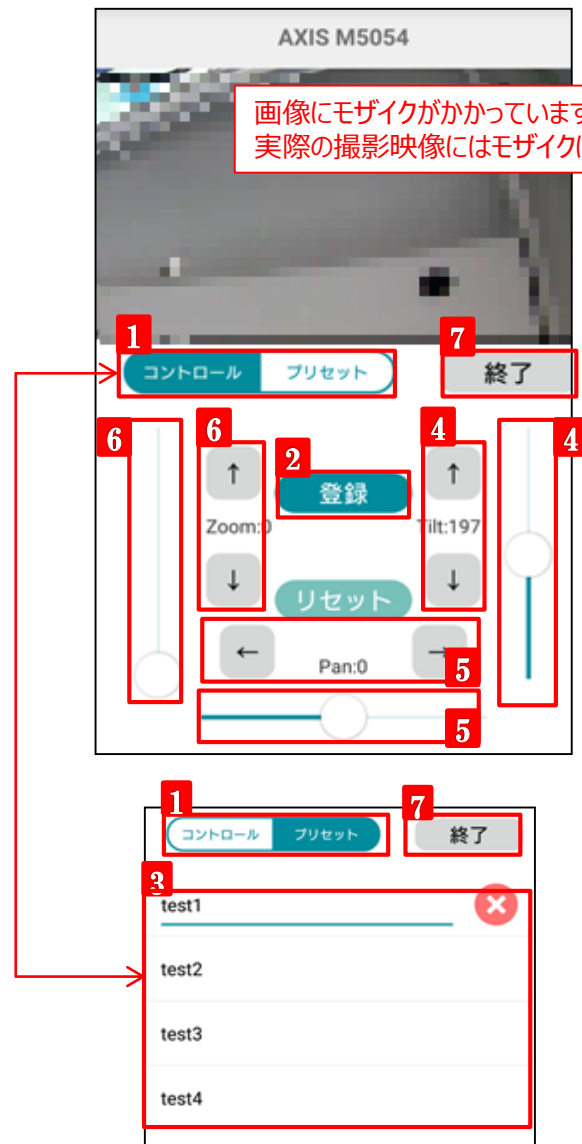 AXIS M5054
画像にモザイクがかかっています
実際の撮影映像にはモザイク
1
7
コントロール
プリセット
終了
6
6
4
4
↑
2
登録
↑
Zoom:0
Tilt:197
↓
リセット
↓
←
Pan:0
→
5
5
1
7
コントロール
プリセット
終了
3
test1
test2
test3
test4